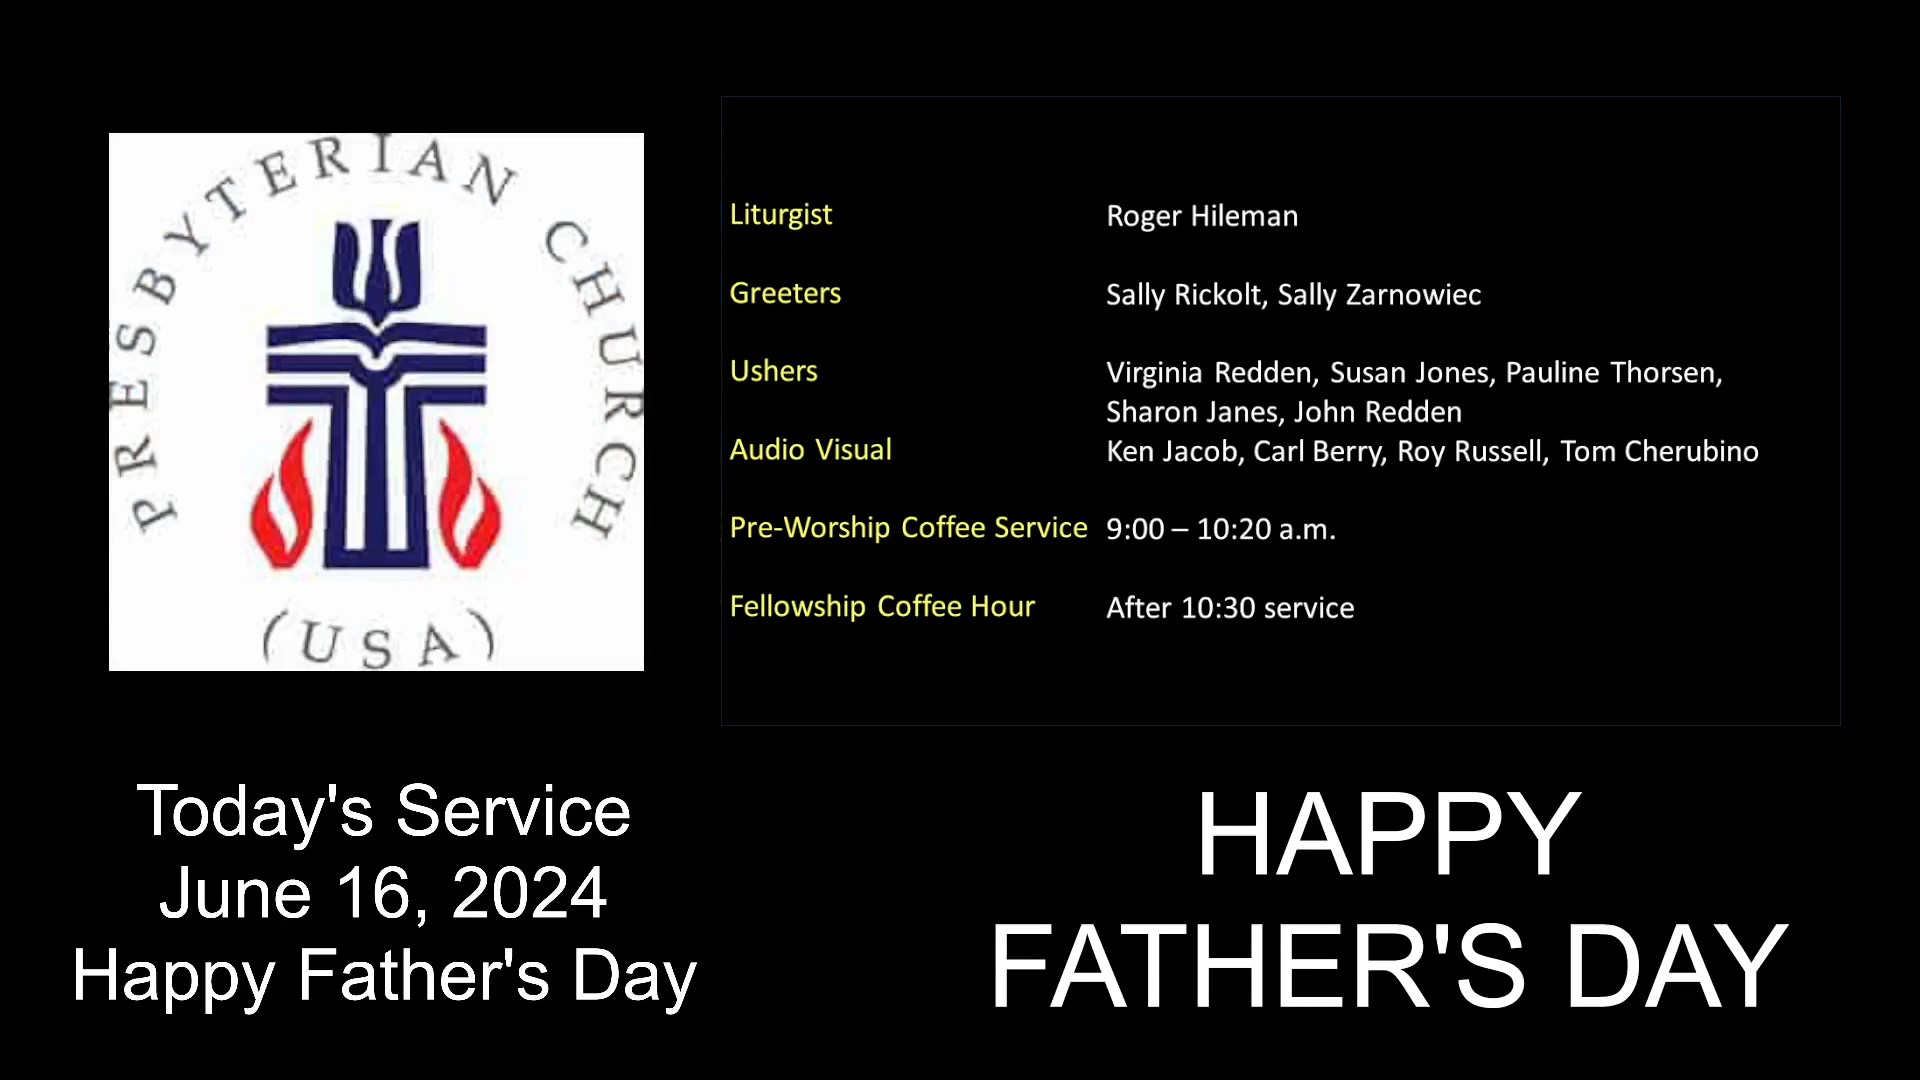 PRESBYTERIAN CHURCH
(USA)
Liturgist Roger Hileman
Greeters Sally Rickolt, Sally Zarnowiec
Ushers Virginia Redden, Susan Jones, Pauline Thorsen,
Sharon Janes, John Redden
Audio Visual Ken Jacob, Carl Berry, Roy Russell, Tom Cherubino
Pre-Worship Coffee Service 9:00 – 10:20 a.m.
Fellowship Coffee Hour After 10:30 service
Today's Service
June 16, 2024
Happy Father's Day
HAPPY
FATHER'S DAY